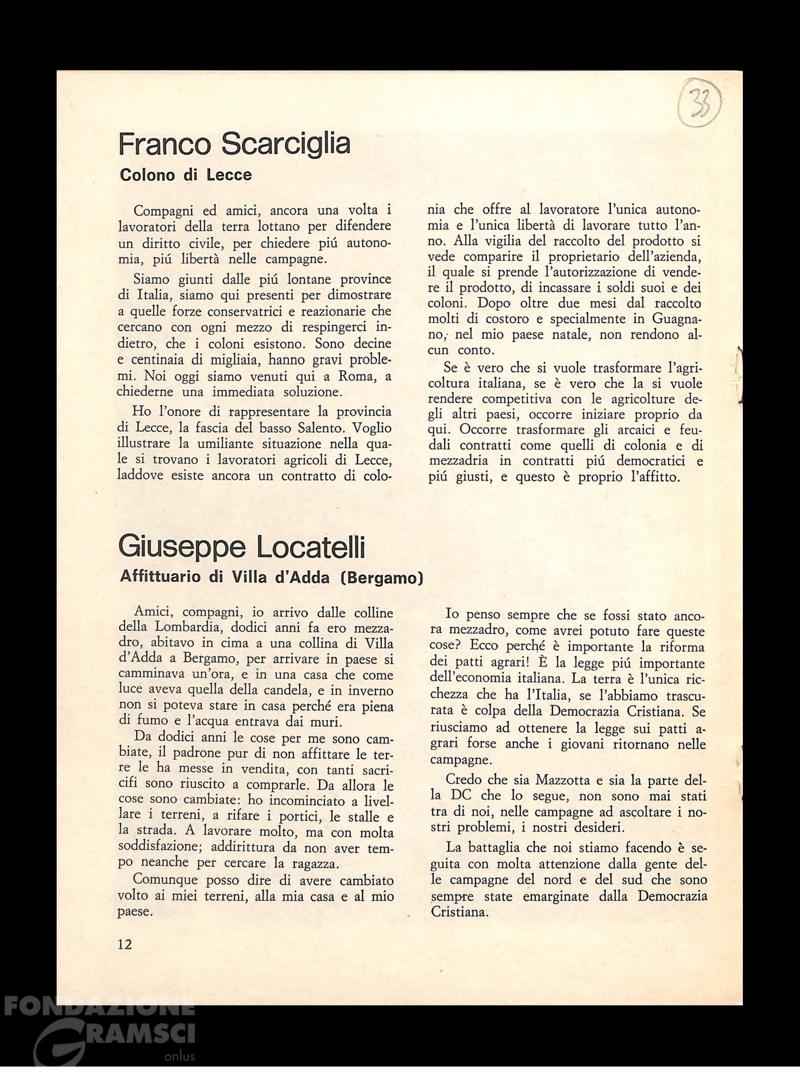 33
Franco Scarciglia
Colono di Lecce
Compagni ed amici, ancora una volta i
lavoratori della terra lottano per difendere
un diritto civile, per chiedere piú autono-
mia, piú libertà nelle campagne.
Siamo giunti dalle piú lontane province
di Italia, siamo qui presenti per dimostrare
a quelle forze conservatrici e reazionarie che
cercano con ogni mezzo di respingerci in-
dietro, che i coloni esistono. Sono decine
e centinaia di migliaia, hanno gravi proble-
mi. Noi oggi siamo venuti qui a Roma, a
chiederne una immediata soluzione.
Ho l'onore di rappresentare la provincia
di Lecce, la fascia del basso Salento. Voglio
illustrare la umiliante situazione nella qua-
le si trovano i lavoratori agricoli di Lecce,
laddove esiste ancora un contratto di colo-
nia che offre al lavoratore l'unica autono-
mia e l'unica libertà di lavorare tutto l'an-
no. Alla vigilia del raccolto del prodotto si
vede comparire il proprietario dell'azienda,
il quale si prende l'autorizzazione di vende-
re il prodotto, di incassare i soldi suoi e dei
coloni. Dopo oltre due mesi dal raccolto
molti di costoro e specialmente in Guagna-
no, nel mio paese natale, non rendono al-
cun conto.
Se è vero che si vuole trasformare l'agri-
coltura italiana, se è vero che la si vuole
rendere competitiva con le agricolture de-
gli altri paesi, occorre iniziare proprio da
qui. Occorre trasformare gli arcaici e feu-
dali contratti come quelli di colonia e di
mezzadria in contratti piú democratici e
piú giusti, e questo è proprio l'affitto.
Giuseppe Locatelli
Affittuario di Villa d'Adda (Bergamo)
Amici, compagni, io arrivo dalle colline
della Lombardia, dodici anni fa ero mezza-
dro, abitavo in cima a una collina di Villa
d'Adda a Bergamo, per arrivare in paese si
camminava un'ora, e in una casa che come
luce aveva quella della candela, e in inverno
non si poteva stare in casa perché era piena
di fumo e l'acqua entrava dai muri.
Da dodici anni le cose per me sono cam-
biate, il padrone pur di non affittare le ter-
re le ha messe in vendita, con tanti sacri-
cifi sono riuscito a comprarle. Da allora le
cose sono cambiate: ho incominciato a livel-
lare i terreni, a rifare i portici, le stalle e
la strada. A lavorare molto, ma con molta
soddisfazione; addirittura da non aver tem-
po neanche per cercare la ragazza.
Comunque posso dire di avere cambiato
volto ai miei terreni, alla mia casa e al mio
paese.
Io penso sempre che se fossi stato anco-
ra mezzadro, come avrei potuto fare queste
cose? Ecco perché è importante la riforma
dei patti agrari! È la legge piú importante
dell'economia italiana. La terra è l'unica ric-
chezza che ha l'Italia, se l'abbiamo trascu-
rata è colpa della Democrazia Cristiana. Se
riusciamo ad ottenere la legge sui patti a-
grari forse anche i giovani ritornano nelle
campagne.
Credo che sia Mazzotta e sia la parte del-
la DC che lo segue, non sono mai stati
tra di noi, nelle campagne ad ascoltare i no-
stri problemi, i nostri desideri.
La battaglia che noi stiamo facendo è se-
guita con molta attenzione dalla gente del-
le campagne del nord e del sud che sono
sempre state emarginate dalla Democrazia
Cristiana.
12
FONDAZIONE
GRAMSCI
onlus